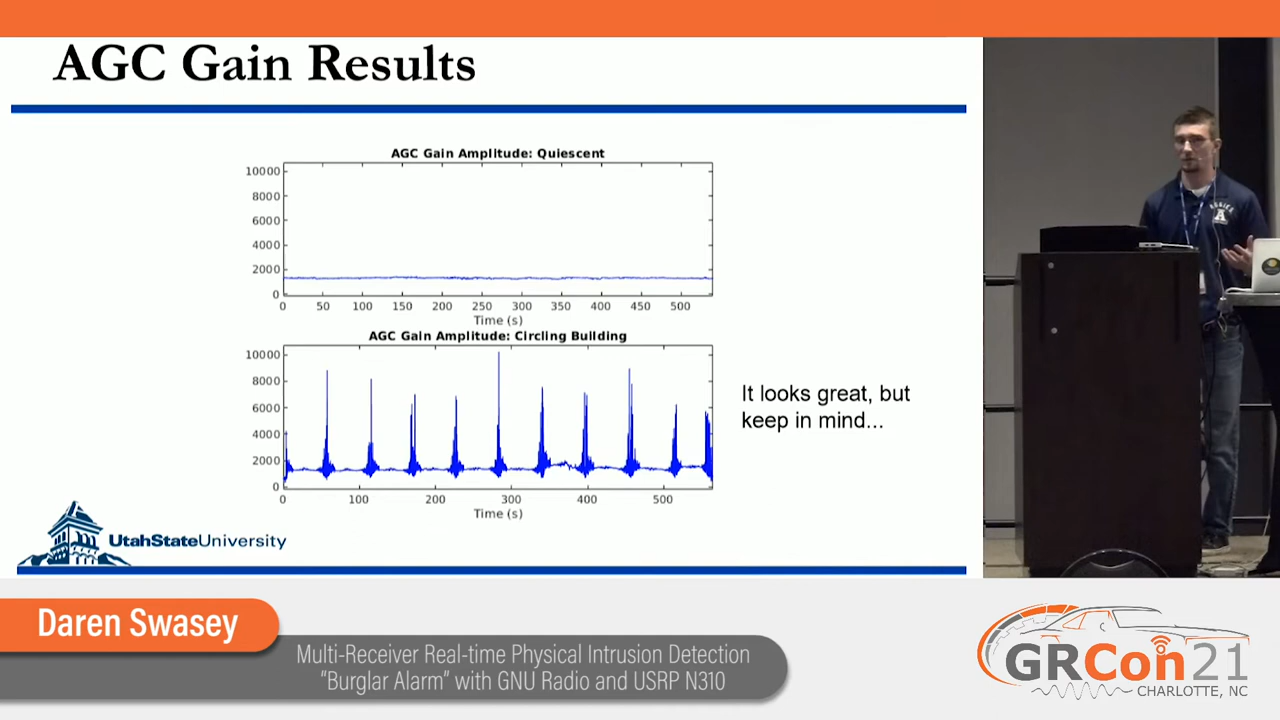 AGC Gain Results
AGC Gain Amplitude: Quiescent
10000
8000
6000
4000
2000
0
0 50 100 150 200 250 300 350 400 450 500
Time (s)
AGC Gain Amplitude: Circling Building
10000
8000
6000
4000
2000
0
0 100 200 300 400 500
Time (s)
It looks great, but
keep in mind...
UtahStateUniversity
AGGIES
A
Daren Swasey
Multi-Receiver Real-time Physical Intrusion Detection
"Burglar Alarm" with GNU Radio and USRP N310
GRCon21
CHARLOTTE, NC